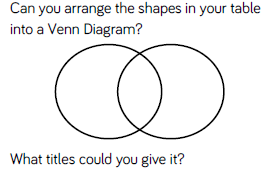 Can you arrange the shapes in your table
into a Venn Diagram?
What titles could you give it?